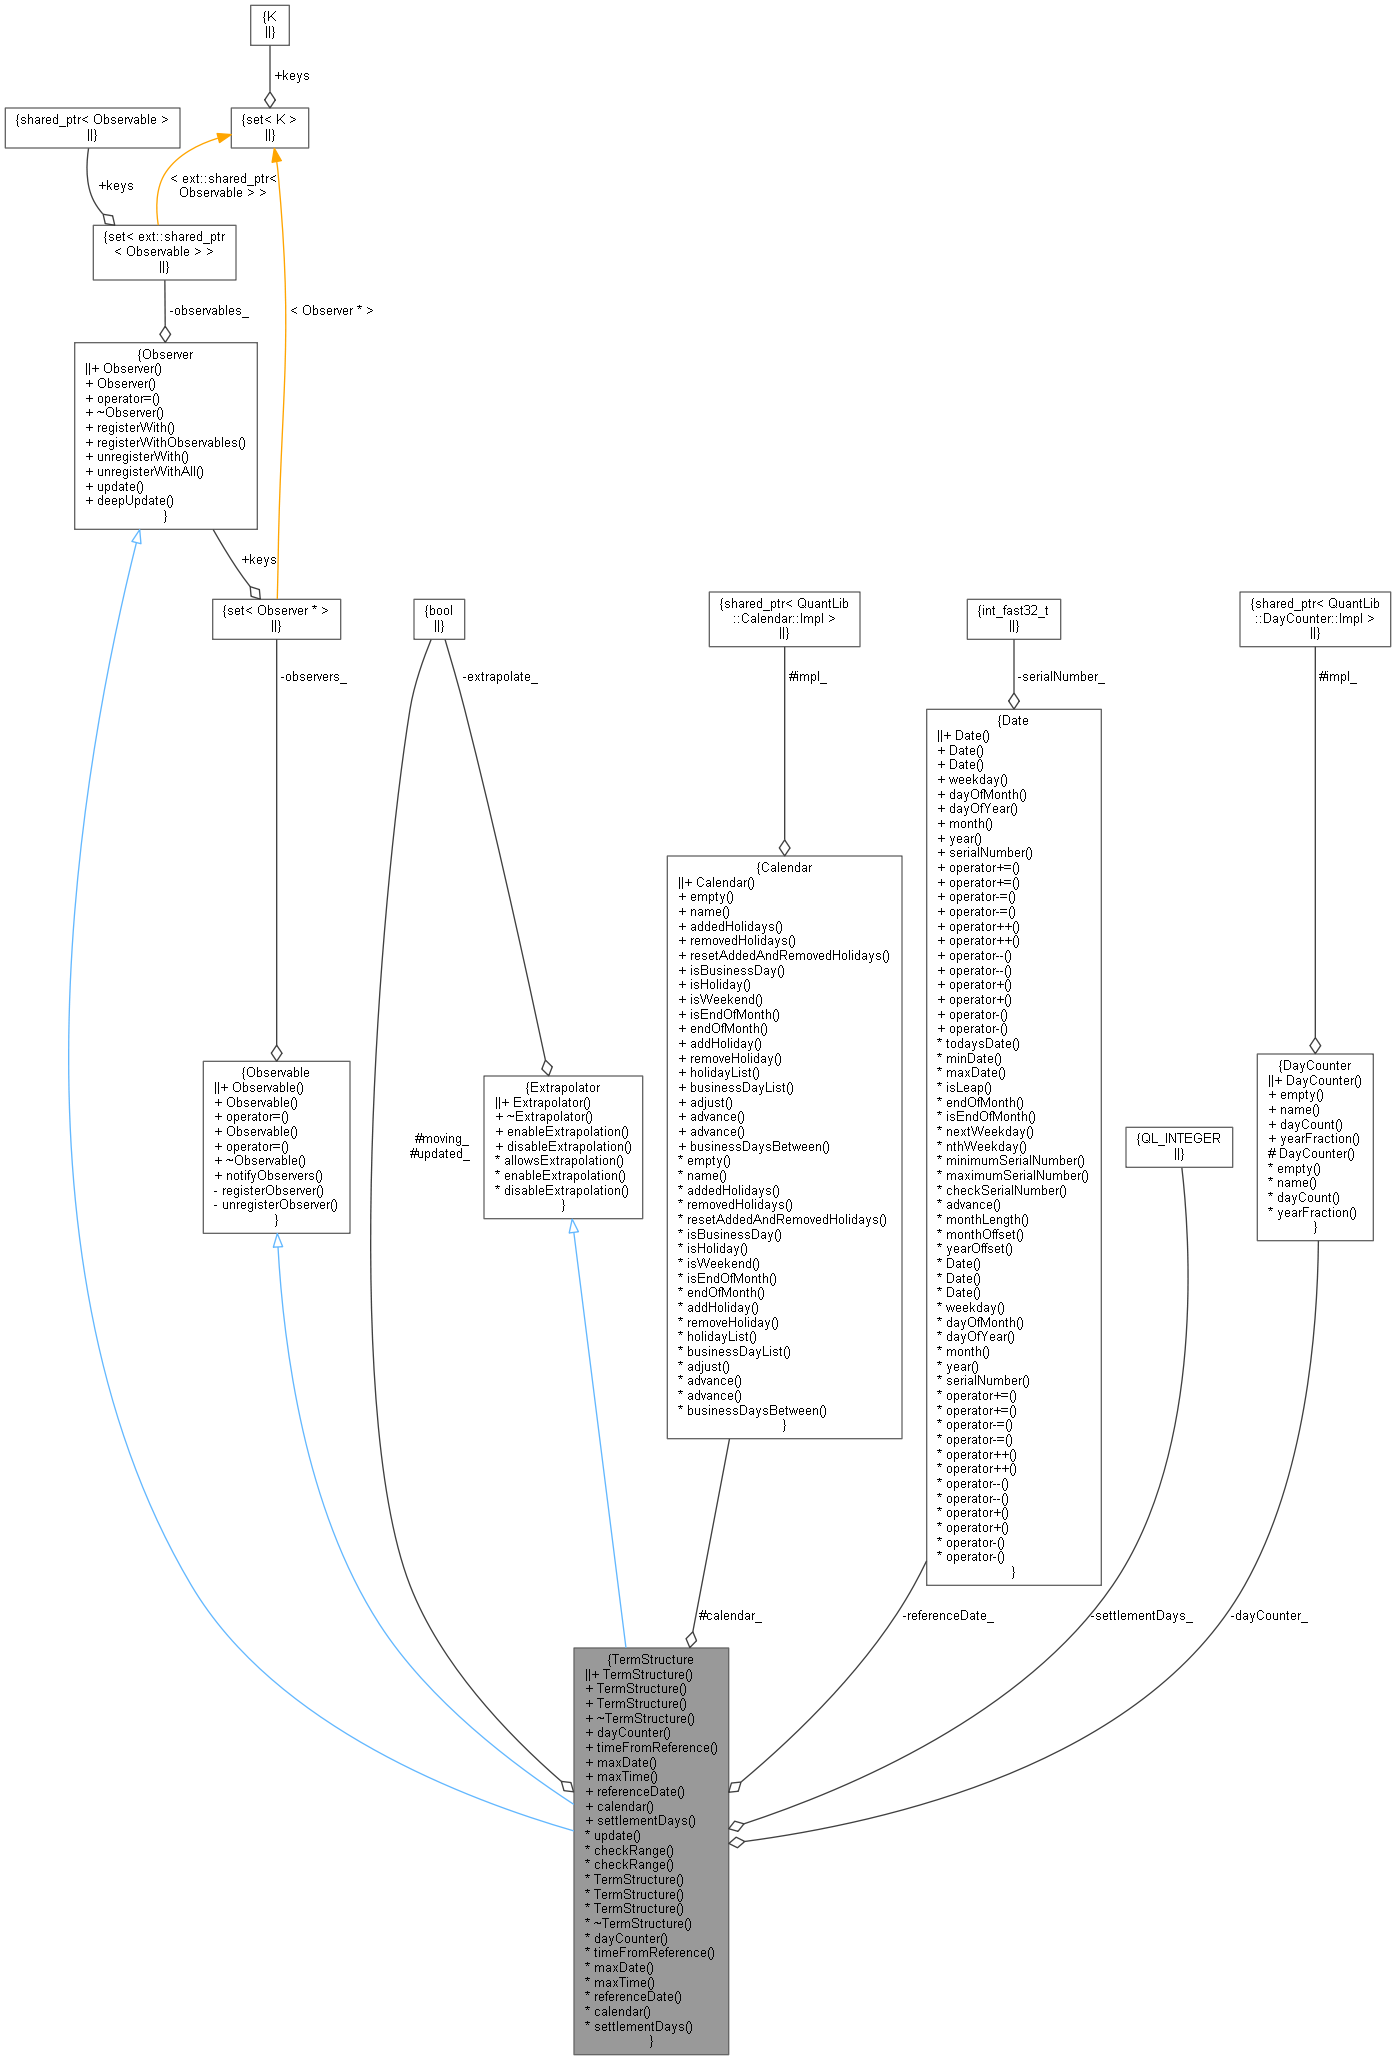 {K
||}
+keys
{shared_ptr< Observable >
||}
{set< K >
||}
+keys
< ext::shared_ptr<
Observable > >
{set< ext::shared_ptr
< Observable > >
||}
-observables_
< Observer * >
{Observer
||+ Observer()
+ Observer()
+ operator=()
+ ~Observer()
+ registerWith()
+ registerWithObservables()
+ unregisterWith()
+ unregisterWithAll()
+ update()
+ deepUpdate()
}
+keys
{set< Observer * >
||}
{bool
||}
{shared_ptr< QuantLib
::Calendar::Impl >
||}
{int_fast32_t
||}
{shared_ptr< QuantLib
::DayCounter::Impl >
||}
-observers_
-extrapolate_
#impl_
-serialNumber_
#impl_
{Observable
||+ Observable()
+ Observable()
+ operator=()
+ Observable()
+ operator=()
+ ~Observable()
+ notifyObservers()
- registerObserver()
- unregisterObserver()
}
#moving_
#updated_
{Extrapolator
||+ Extrapolator()
+ ~Extrapolator()
+ enableExtrapolation()
+ disableExtrapolation()
* allowsExtrapolation()
* enableExtrapolation()
* disableExtrapolation()
}
{Calendar
||+ Calendar()
+ empty()
+ name()
+ addedHolidays()
+ removedHolidays()
+ resetAddedAndRemovedHolidays()
+ isBusinessDay()
+ isHoliday()
+ isWeekend()
+ isEndOfMonth()
+ endOfMonth()
+ addHoliday()
+ removeHoliday()
+ holidayList()
+ businessDayList()
+ adjust()
+ advance()
+ advance()
+ businessDaysBetween()
* empty()
* name()
* addedHolidays()
* removedHolidays()
* resetAddedAndRemovedHolidays()
* isBusinessDay()
* isHoliday()
* isWeekend()
* isEndOfMonth()
* endOfMonth()
* addHoliday()
* removeHoliday()
* holidayList()
* businessDayList()
* adjust()
* advance()
* advance()
* businessDaysBetween()
}
{Date
||+ Date()
+ Date()
+ Date()
+ weekday()
+ dayOfMonth()
+ dayOfYear()
+ month()
+ year()
+ serialNumber()
+ operator+=()
+ operator+=()
+ operator-=()
+ operator-=()
+ operator++()
+ operator++()
+ operator--()
+ operator--()
+ operator+()
+ operator+()
+ operator-()
+ operator-()
* todaysDate()
* minDate()
* maxDate()
* isLeap()
* endOfMonth()
* isEndOfMonth()
* nextWeekday()
* nthWeekday()
* minimumSerialNumber()
* maximumSerialNumber()
* checkSerialNumber()
* advance()
* monthLength()
* monthOffset()
* yearOffset()
* Date()
* Date()
* Date()
* weekday()
* dayOfMonth()
* dayOfYear()
* month()
* year()
* serialNumber()
* operator+=()
* operator+=()
* operator-=()
* operator-=()
* operator++()
* operator++()
* operator--()
* operator--()
* operator+()
* operator+()
* operator-()
* operator-()
}
{QL_INTEGER
||}
{DayCounter
||+ DayCounter()
+ empty()
+ name()
+ dayCount()
+ yearFraction()
# DayCounter()
* empty()
* name()
* dayCount()
* yearFraction()
}
#calendar_
-referenceDate_
-settlementDays_
-dayCounter_
{TermStructure
||+ TermStructure()
+ TermStructure()
+ TermStructure()
+ ~TermStructure()
+ dayCounter()
+ timeFromReference()
+ maxDate()
+ maxTime()
+ referenceDate()
+ calendar()
+ settlementDays()
* update()
* checkRange()
* checkRange()
* TermStructure()
* TermStructure()
* TermStructure()
* ~TermStructure()
* dayCounter()
* timeFromReference()
* maxDate()
* maxTime()
* referenceDate()
* calendar()
* settlementDays()
}